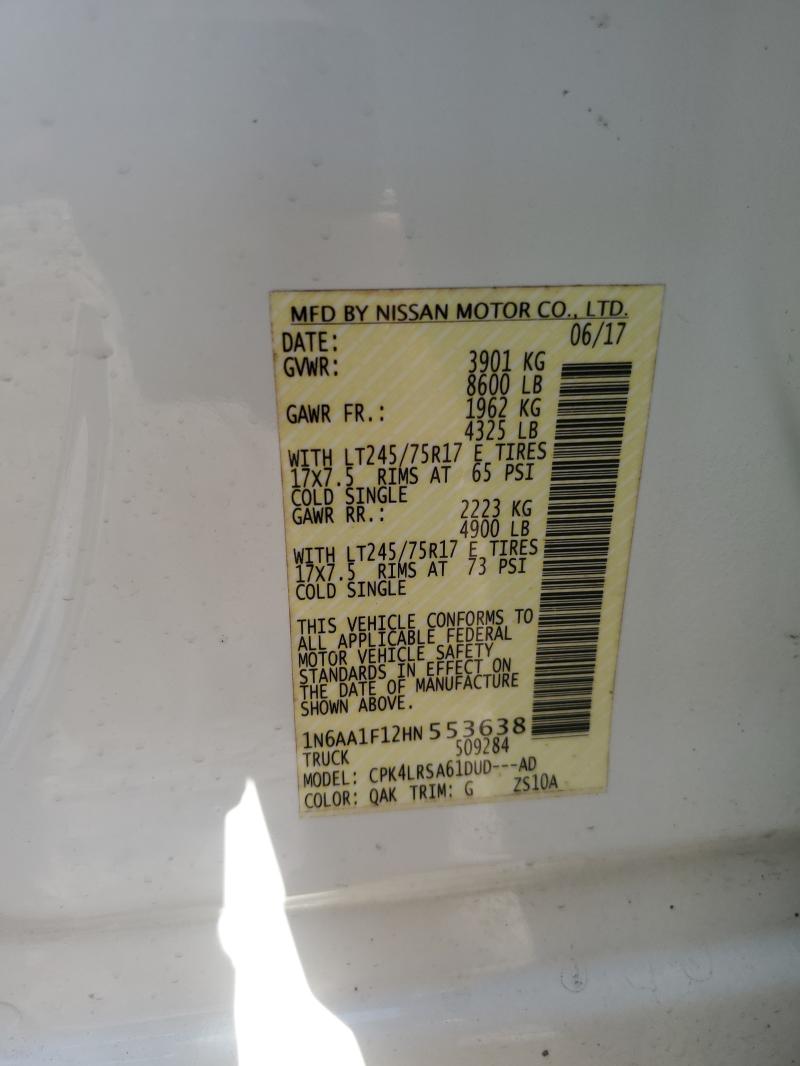 MFD BY NISSAN MOTOR CO., LTD.
DATE: 06/17
GVWR: 3901 KG
8600 LB
GAWR FR.: 1962 KG
4325 LB
WITH LT245/75R17 E TIRES
17X7.5 RIMS AT 65 PSI
COLD SINGLE
GAWR RR.: 2223 KG
4900 LB
WITH LT245/75R17 E TIRES
17X7.5 RIMS AT 73 PSI
COLD SINGLE
THIS VEHICLE CONFORMS TO
ALL APPLICABLE FEDERAL
MOTOR VEHICLE SAFETY
STANDARDS IN EFFECT ON
THE DATE OF MANUFACTURE
SHOWN ABOVE.
1N6AA1F12HN 553638
TRUCK 509284
MODEL: CPK4LRSA61DUD---AD
COLOR: QAK TRIM: G ZS10A